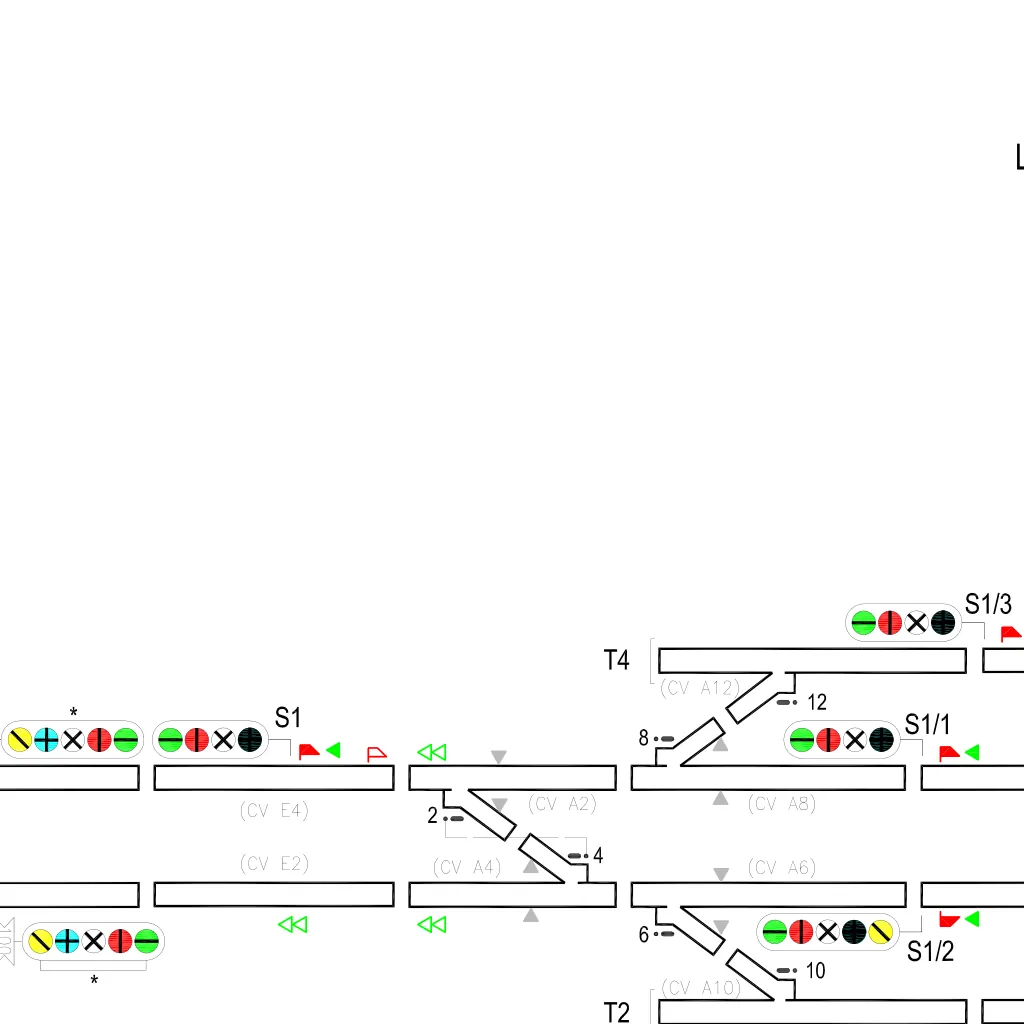 L
S1/3
T4
(CV A12)
12
*
S1
8
S1/1
(CV E4)
2
(CV A2)
(CV A8)
(CV E2)
(CV A4)
4
(CV A6)
6
S1/2
*
10
(CV A10)
T2